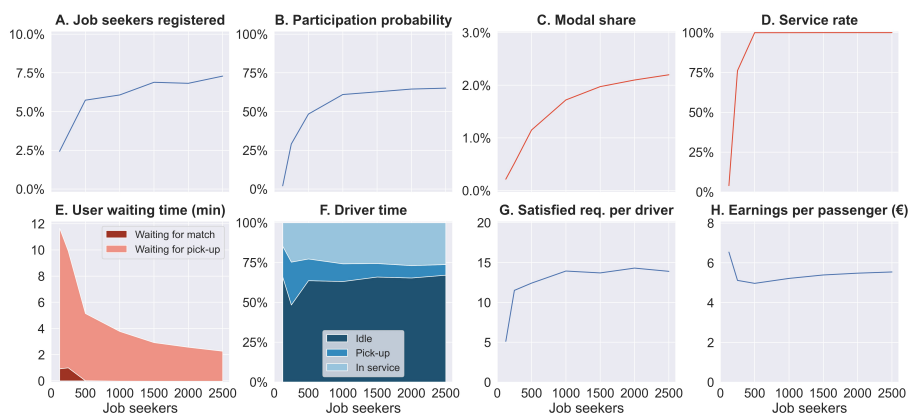 A. Job seekers registered
10.0%
7.5%
5.0%
2.5%
0.0%
B. Participation probability
100%
75%
50%
25%
0%
C. Modal share
3.0%
2.0%
1.0%
0.0%
D. Service rate
100%
75%
50%
25%
0%
E. User waiting time (min)
12
10
8
6
4
2
0
Waiting for match
Waiting for pick-up
0 500 1000 1500 2000 2500
Job seekers
F. Driver time
100%
75%
50%
25%
0%
Idle
Pick-up
In service
0 500 1000 1500 2000 2500
Job seekers
G. Satisfied req. per driver
20
15
10
5
0
0 500 1000 1500 2000 2500
Job seekers
H. Earnings per passenger (€)
8
6
4
2
0
0 500 1000 1500 2000 2500
Job seekers